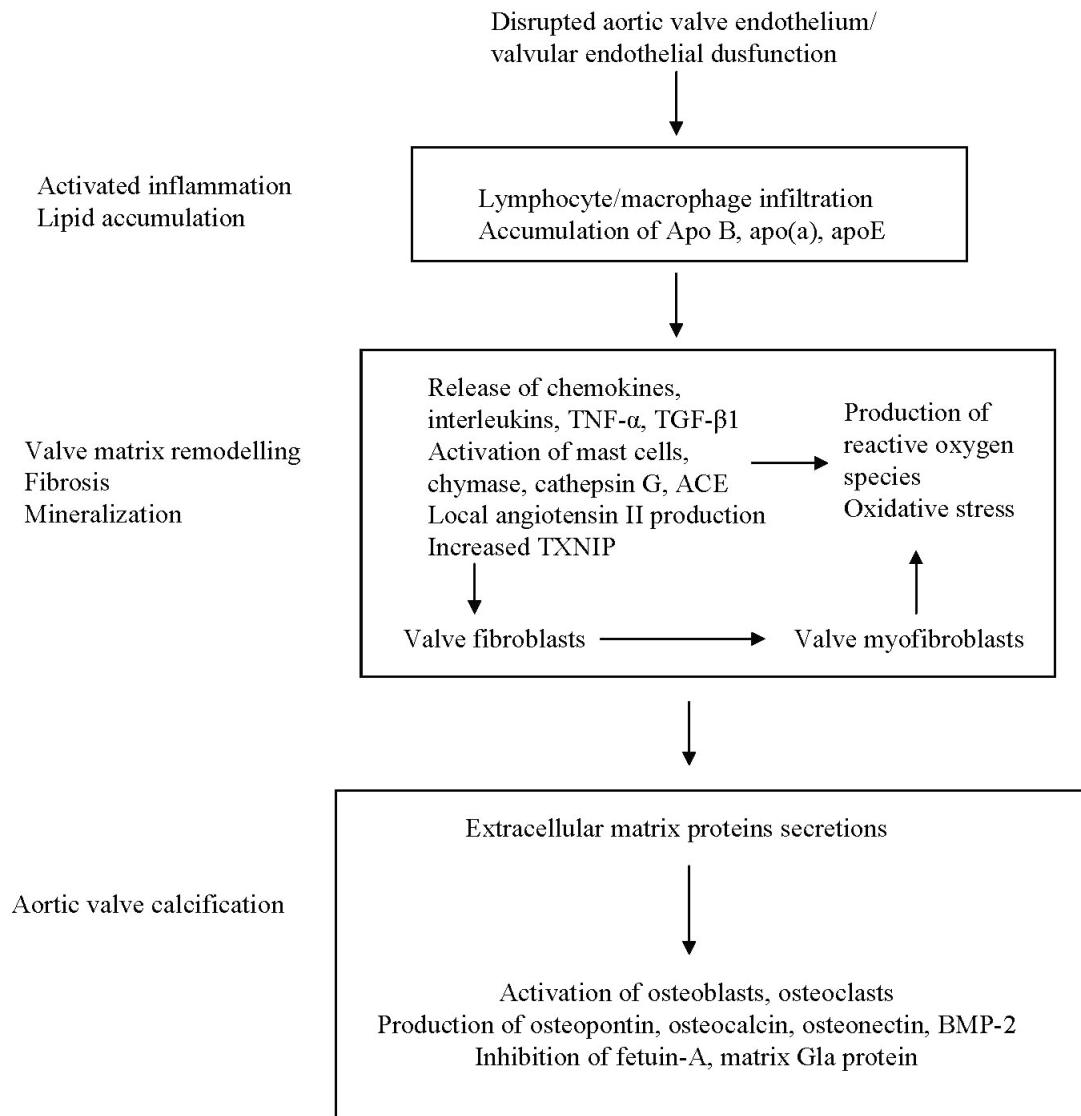 Disrupted aortic valve endothelium/
valvular endothelial dusfunction
Activated inflammation
Lipid accumulation
Lymphocyte/macrophage infiltration
Accumulation of Apo B, apo(a), apoE
Valve matrix remodelling
Fibrosis
Mineralization
Release of chemokines,
interleukins, TNF-α, TGF-β1
Activation of mast cells,
chymase, cathepsin G, ACE
Local angiotensin II production
Increased TXNIP
Production of
reactive oxygen
species
Oxidative stress
Valve fibroblasts
Valve myofibroblasts
Aortic valve calcification
Extracellular matrix proteins secretions
Activation of osteoblasts, osteoclasts
Production of osteopontin, osteocalcin, osteonectin, BMP-2
Inhibition of fetuin-A, matrix Gla protein